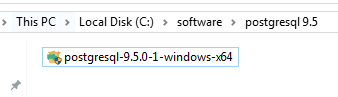 This PC > Local Disk (C:) > software > postgresql 9.5
postgresql-9.5.0-1-windows-x64